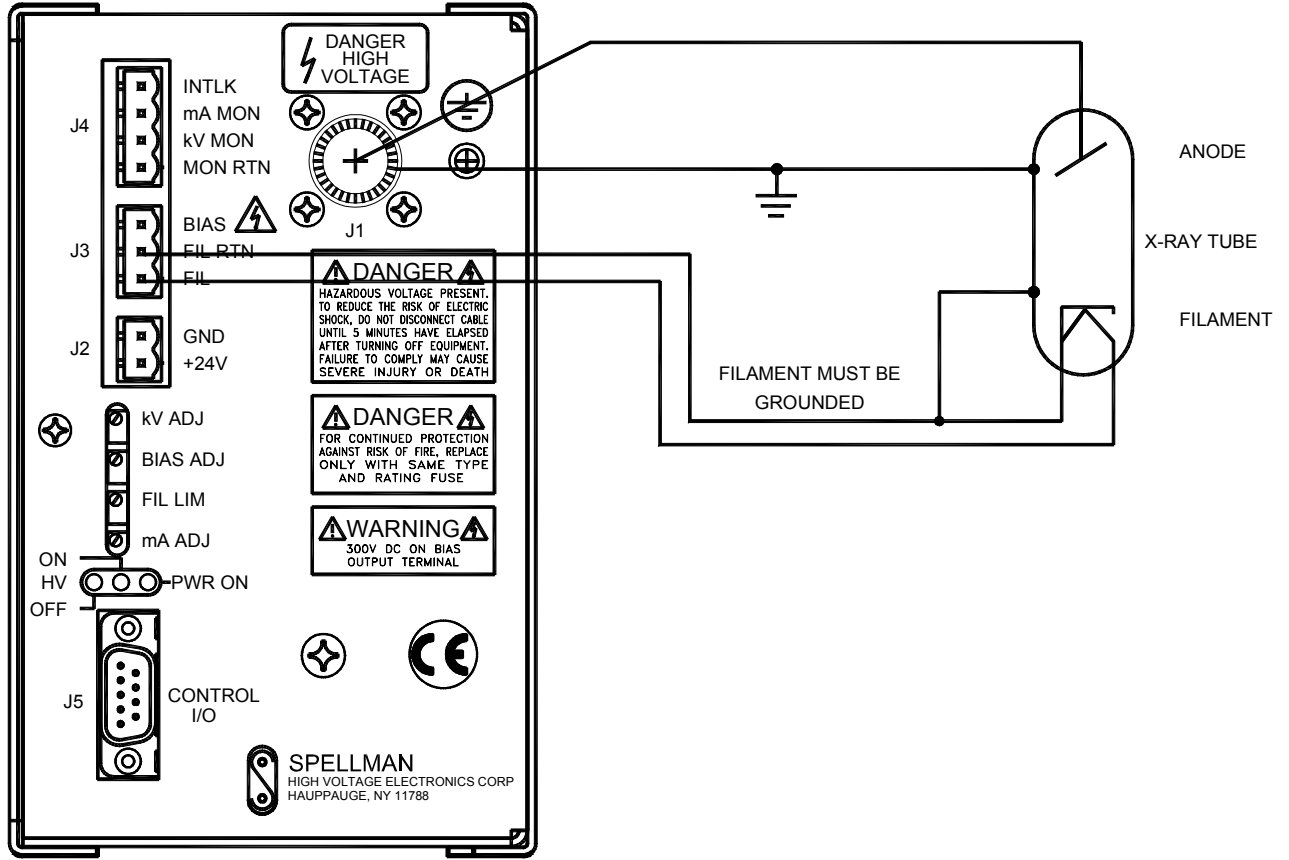 DANGER
HIGH
VOLTAGE
J4
INTLK
mA MON
kV MON
MON RTN
J1
J3
BIAS
FIL RTN
FIL
J2
GND
+24V
kV ADJ
BIAS ADJ
FIL LIM
mA ADJ
ON
HV
OFF
PWR ON
J5
CONTROL
I/O
DANGER
HAZARDOUS VOLTAGE PRESENT.
TO REDUCE THE RISK OF ELECTRIC
SHOCK, DO NOT DISCONNECT CABLE
UNTIL 5 MINUTES HAVE ELAPSED
AFTER TURNING OFF EQUIPMENT.
FAILURE TO COMPLY MAY CAUSE
SEVERE INJURY OR DEATH
DANGER
FOR CONTINUED PROTECTION
AGAINST RISK OF FIRE, REPLACE
ONLY WITH SAME TYPE
AND RATING FUSE
WARNING
300V DC ON BIAS
OUTPUT TERMINAL
CE
SPELLMAN
HIGH VOLTAGE ELECTRONICS CORP
HAUPPAUGE, NY 11788
ANODE
X-RAY TUBE
FILAMENT
FILAMENT MUST BE
GROUNDED